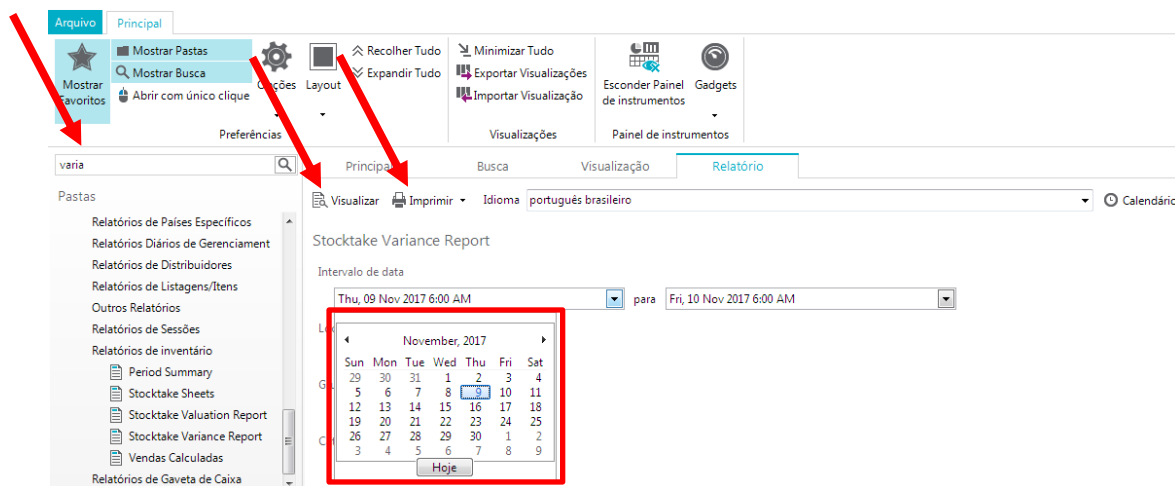 Arquivo Principal
Mostrar Favoritos
Mostrar Pastas
Mostrar Busca
Abrir com único clique
Opções
Layout
Recolher Tudo
Expandir Tudo
Preferências
Minimizar Tudo
Exportar Visualizações
Importar Visualização
Visualizações
Esconder Painel
de instrumentos
Gadgets
Painel de instrumentos
varia
Principal Busca Visualização Relatório
Pastas
Visualizar Imprimir Idioma português brasileiro Calendário
Relatórios de Países Específicos
Relatórios Diários de Gerenciament
Relatórios de Distribuidores
Relatórios de Listagens/Itens
Outros Relatórios
Relatórios de Sessões
Relatórios de inventário
Period Summary
Stocktake Sheets
Stocktake Valuation Report
Stocktake Variance Report
Vendas Calculadas
Relatórios de Gaveta de Caixa
Stocktake Variance Report
Intervalo de data
Thu, 09 Nov 2017 6:00 AM para Fri, 10 Nov 2017 6:00 AM
November, 2017
Sun Mon Tue Wed Thu Fri Sat
29 30 31 1 2 3 4
5 6 7 8 9 10 11
12 13 14 15 16 17 18
19 20 21 22 23 24 25
26 27 28 29 30 1 2
3 4 5 6 7 8 9
Hoje